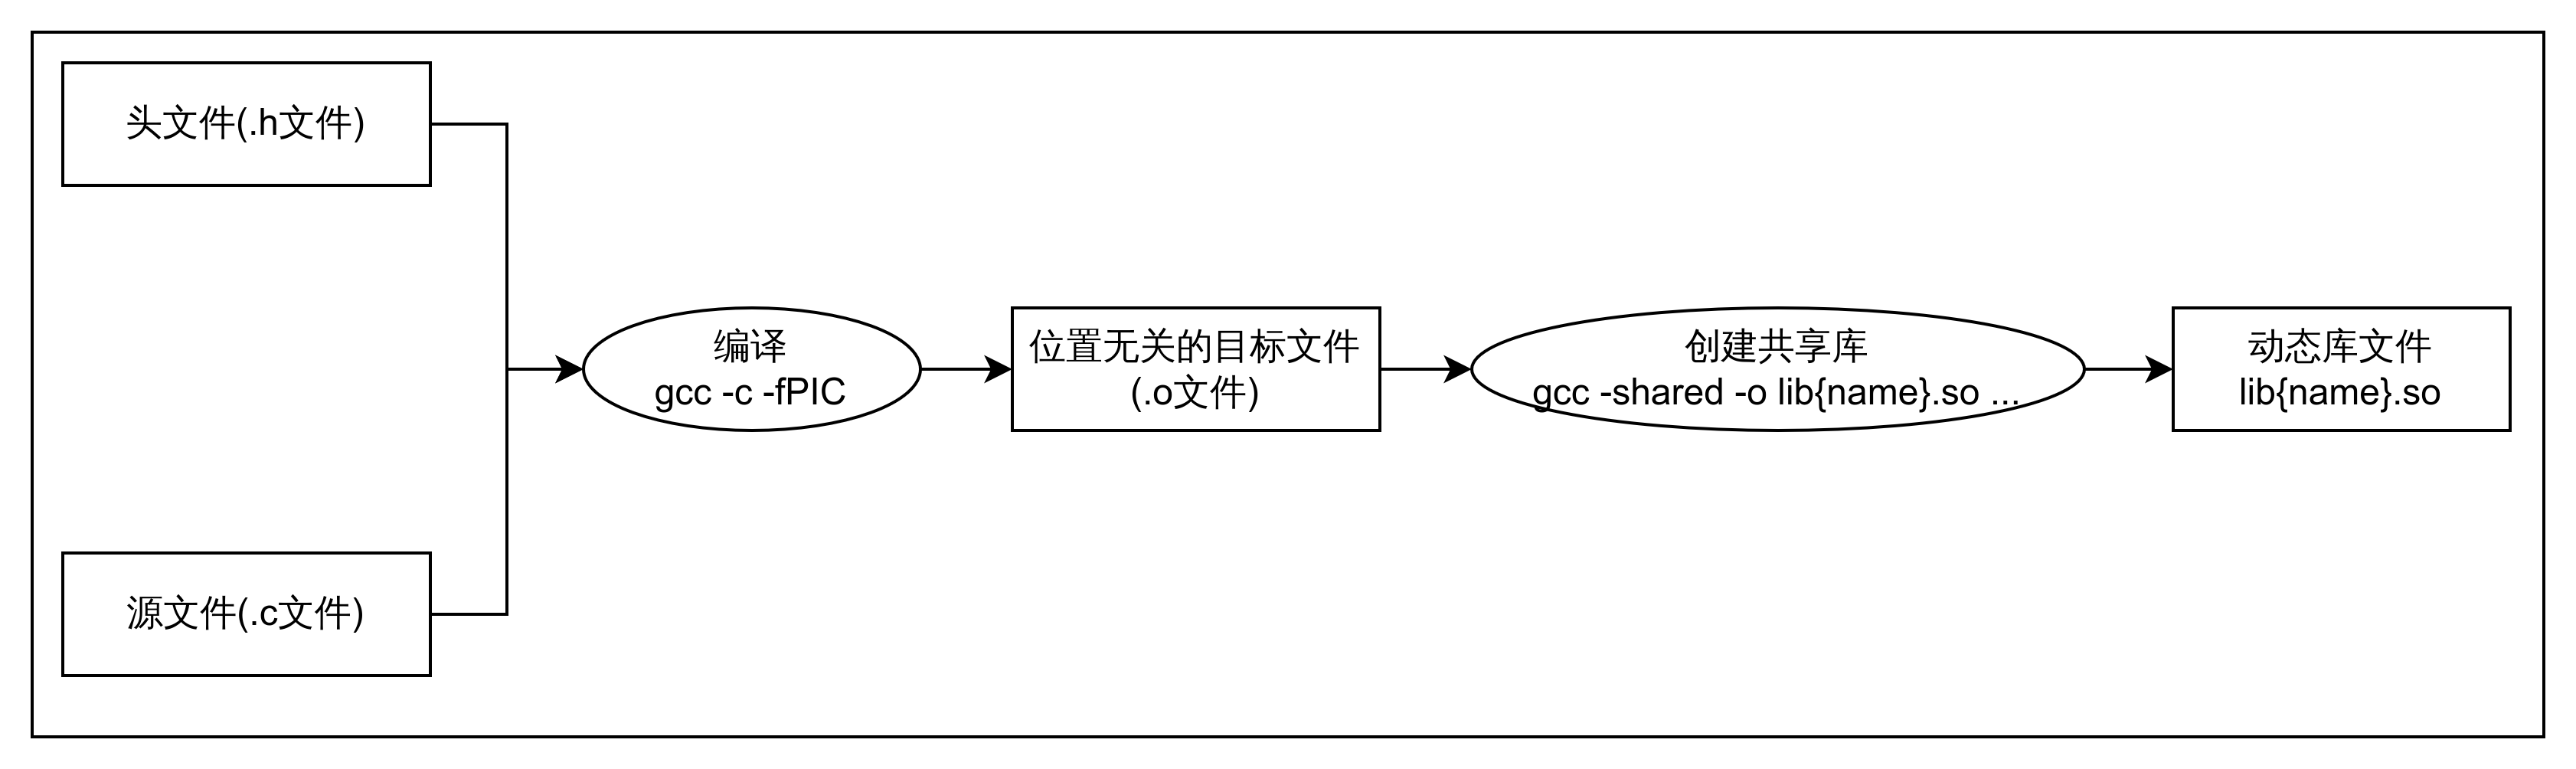 头文件(.h文件)
源文件(.c文件)
编译
gcc -c -fPIC
位置无关的目标文件
(.o文件)
创建共享库
gcc -shared -o lib{name}.so ...
动态库文件
lib{name}.so